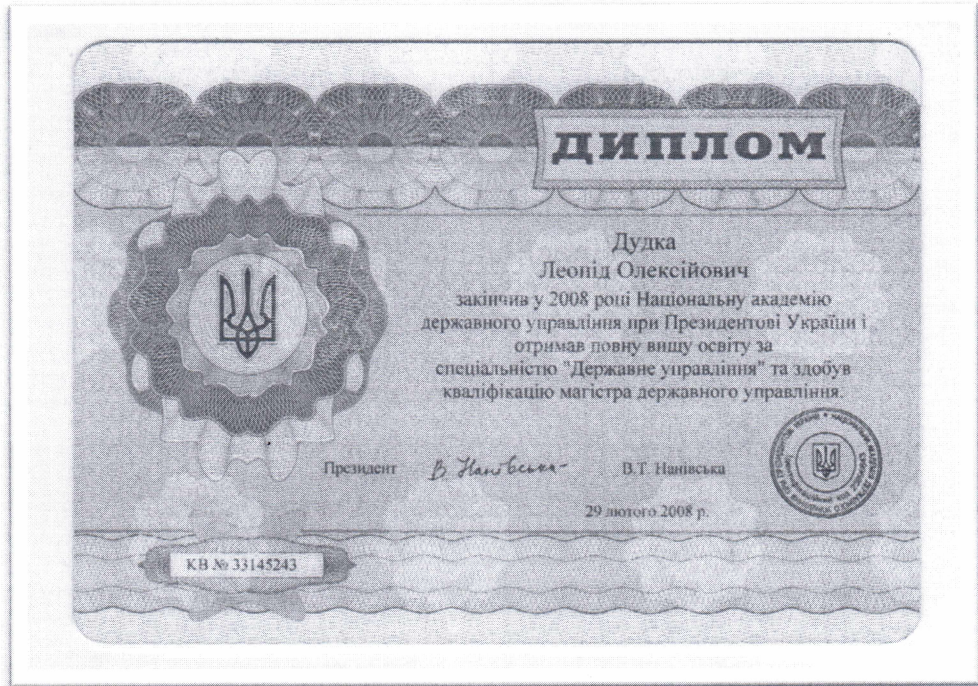 ДИПЛОМ
Дудка
Леонід Олексійович
закінчив у 2008 році Національну академію
державного управління при Президентові України і
отримав повну вищу освіту за
спеціальністю "Державне управління" та здобув
кваліфікацію магістра державного управління.
Президент В.Т. Нанівська
29 лютого 2008 р.
КВ № 33145243